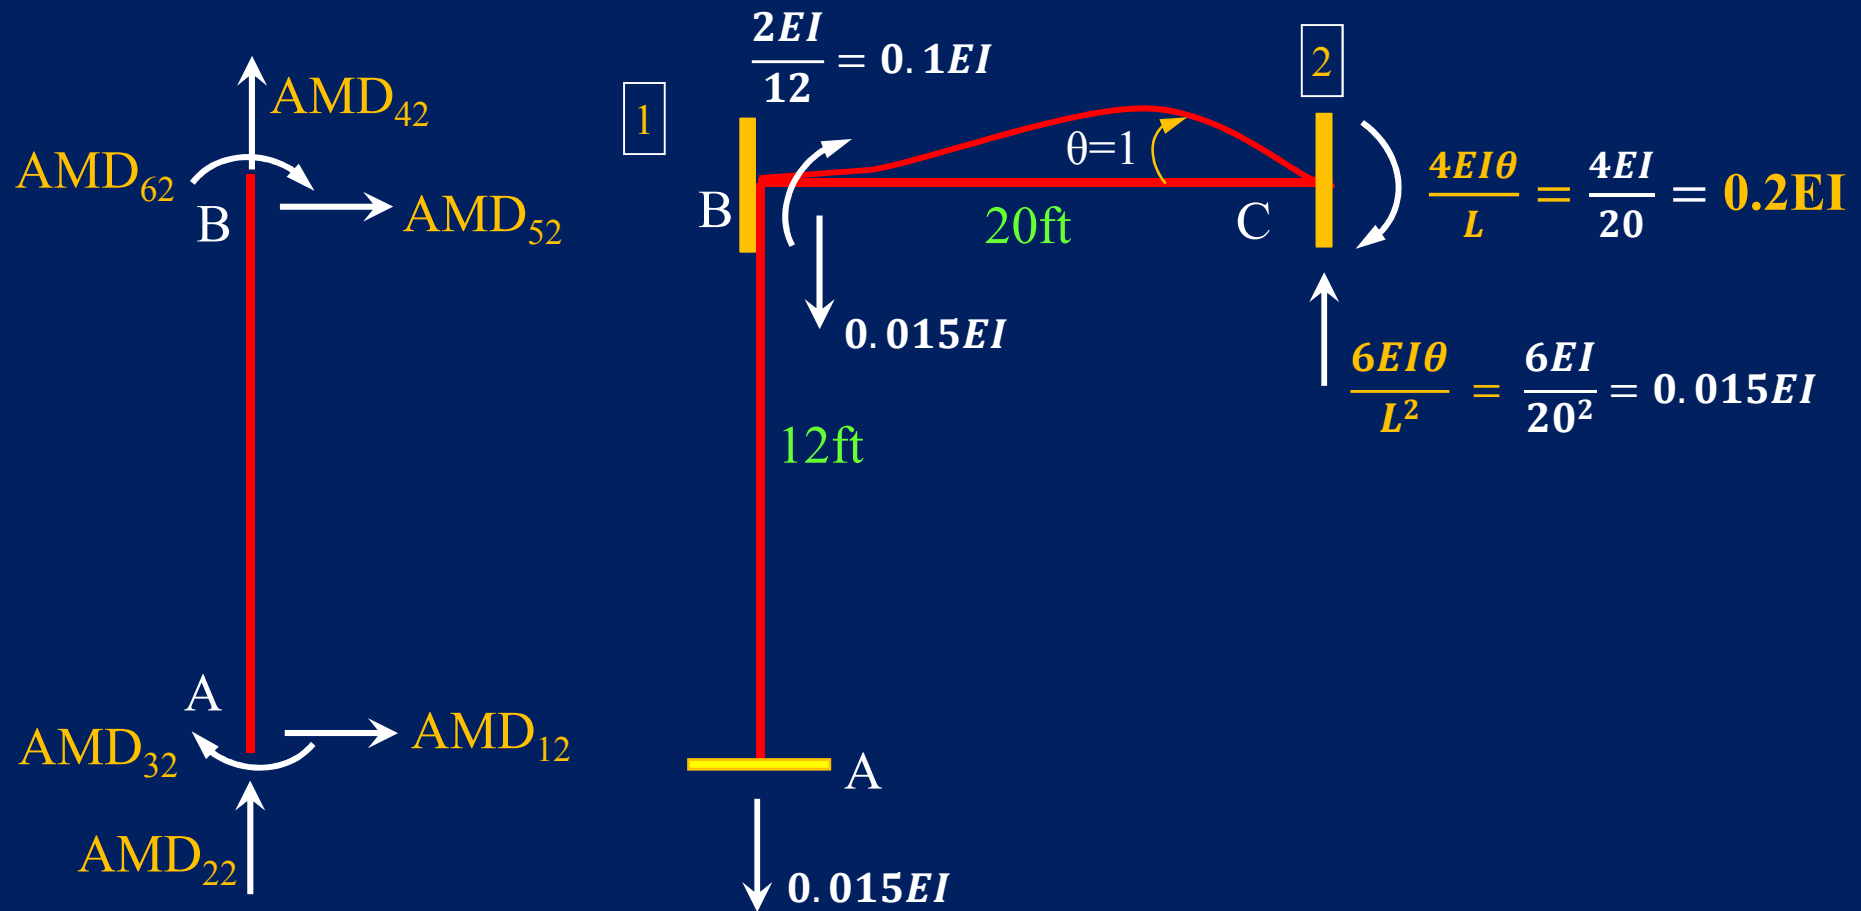 AMD₄₂
AMD₆₂
B
AMD₅₂
A
AMD₃₂
AMD₁₂
AMD₂₂
1
2EI/12 = 0.1EI
2
θ=1
B
20ft
C
4EIθ/L = 4EI/20 = 0.2EI
0.015EI
6EIθ/L² = 6EI/20² = 0.015EI
12ft
A
0.015EI